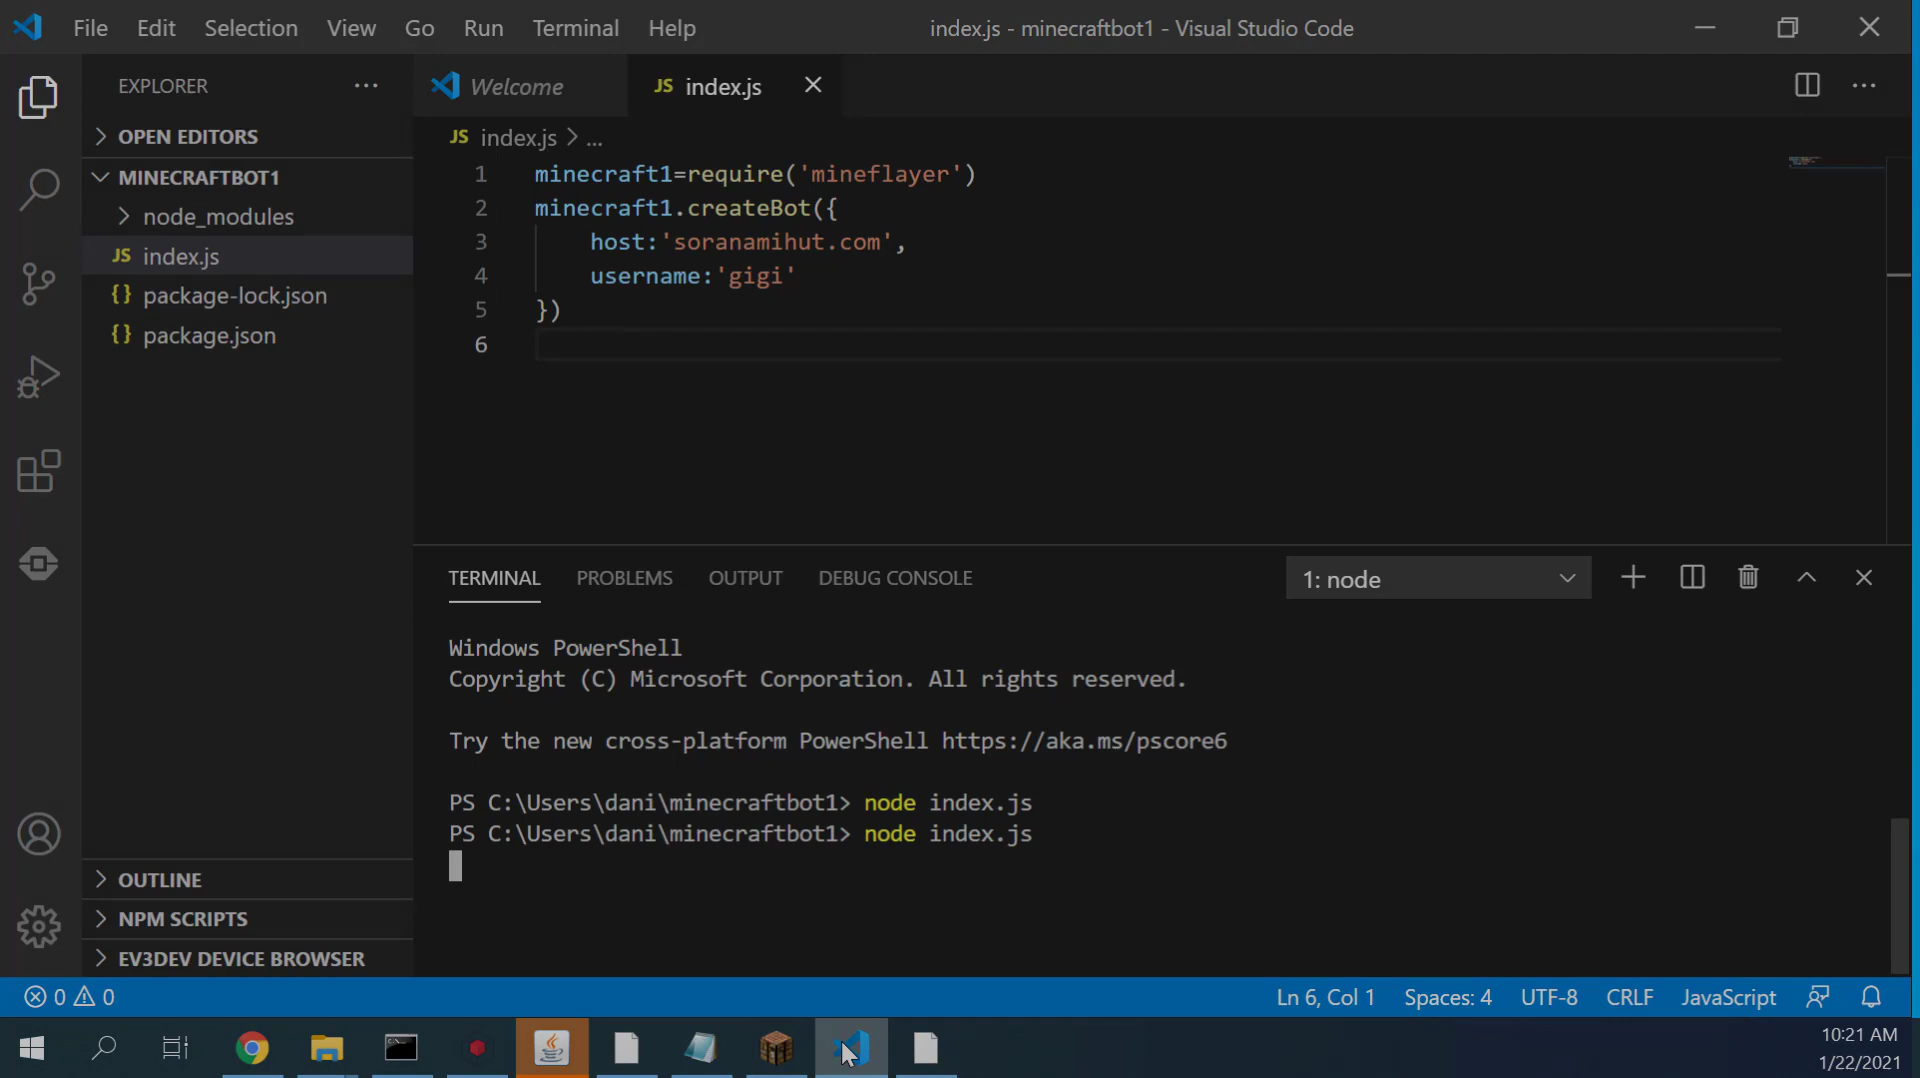 File Edit Selection View Go Run Terminal Help index.js - minecraftbot1 - Visual Studio Code
EXPLORER
Welcome
JS index.js
OPEN EDITORS
JS index.js > ...
MINECRAFTBOT1
node_modules
JS index.js
{} package-lock.json
{} package.json
1 minecraft1=require('mineflayer')
2 minecraft1.createBot({
3 host:'soranamihut.com',
4 username:'gigi'
5 })
6
OUTLINE
NPM SCRIPTS
EV3DEV DEVICE BROWSER
TERMINAL PROBLEMS OUTPUT DEBUG CONSOLE 1: node
Windows PowerShell
Copyright (C) Microsoft Corporation. All rights reserved.
Try the new cross-platform PowerShell https://aka.ms/pscore6
PS C:\Users\dani\minecraftbot1> node index.js
PS C:\Users\dani\minecraftbot1> node index.js
0 0 Ln 6, Col 1 Spaces: 4 UTF-8 CRLF JavaScript
10:21 AM
1/22/2021